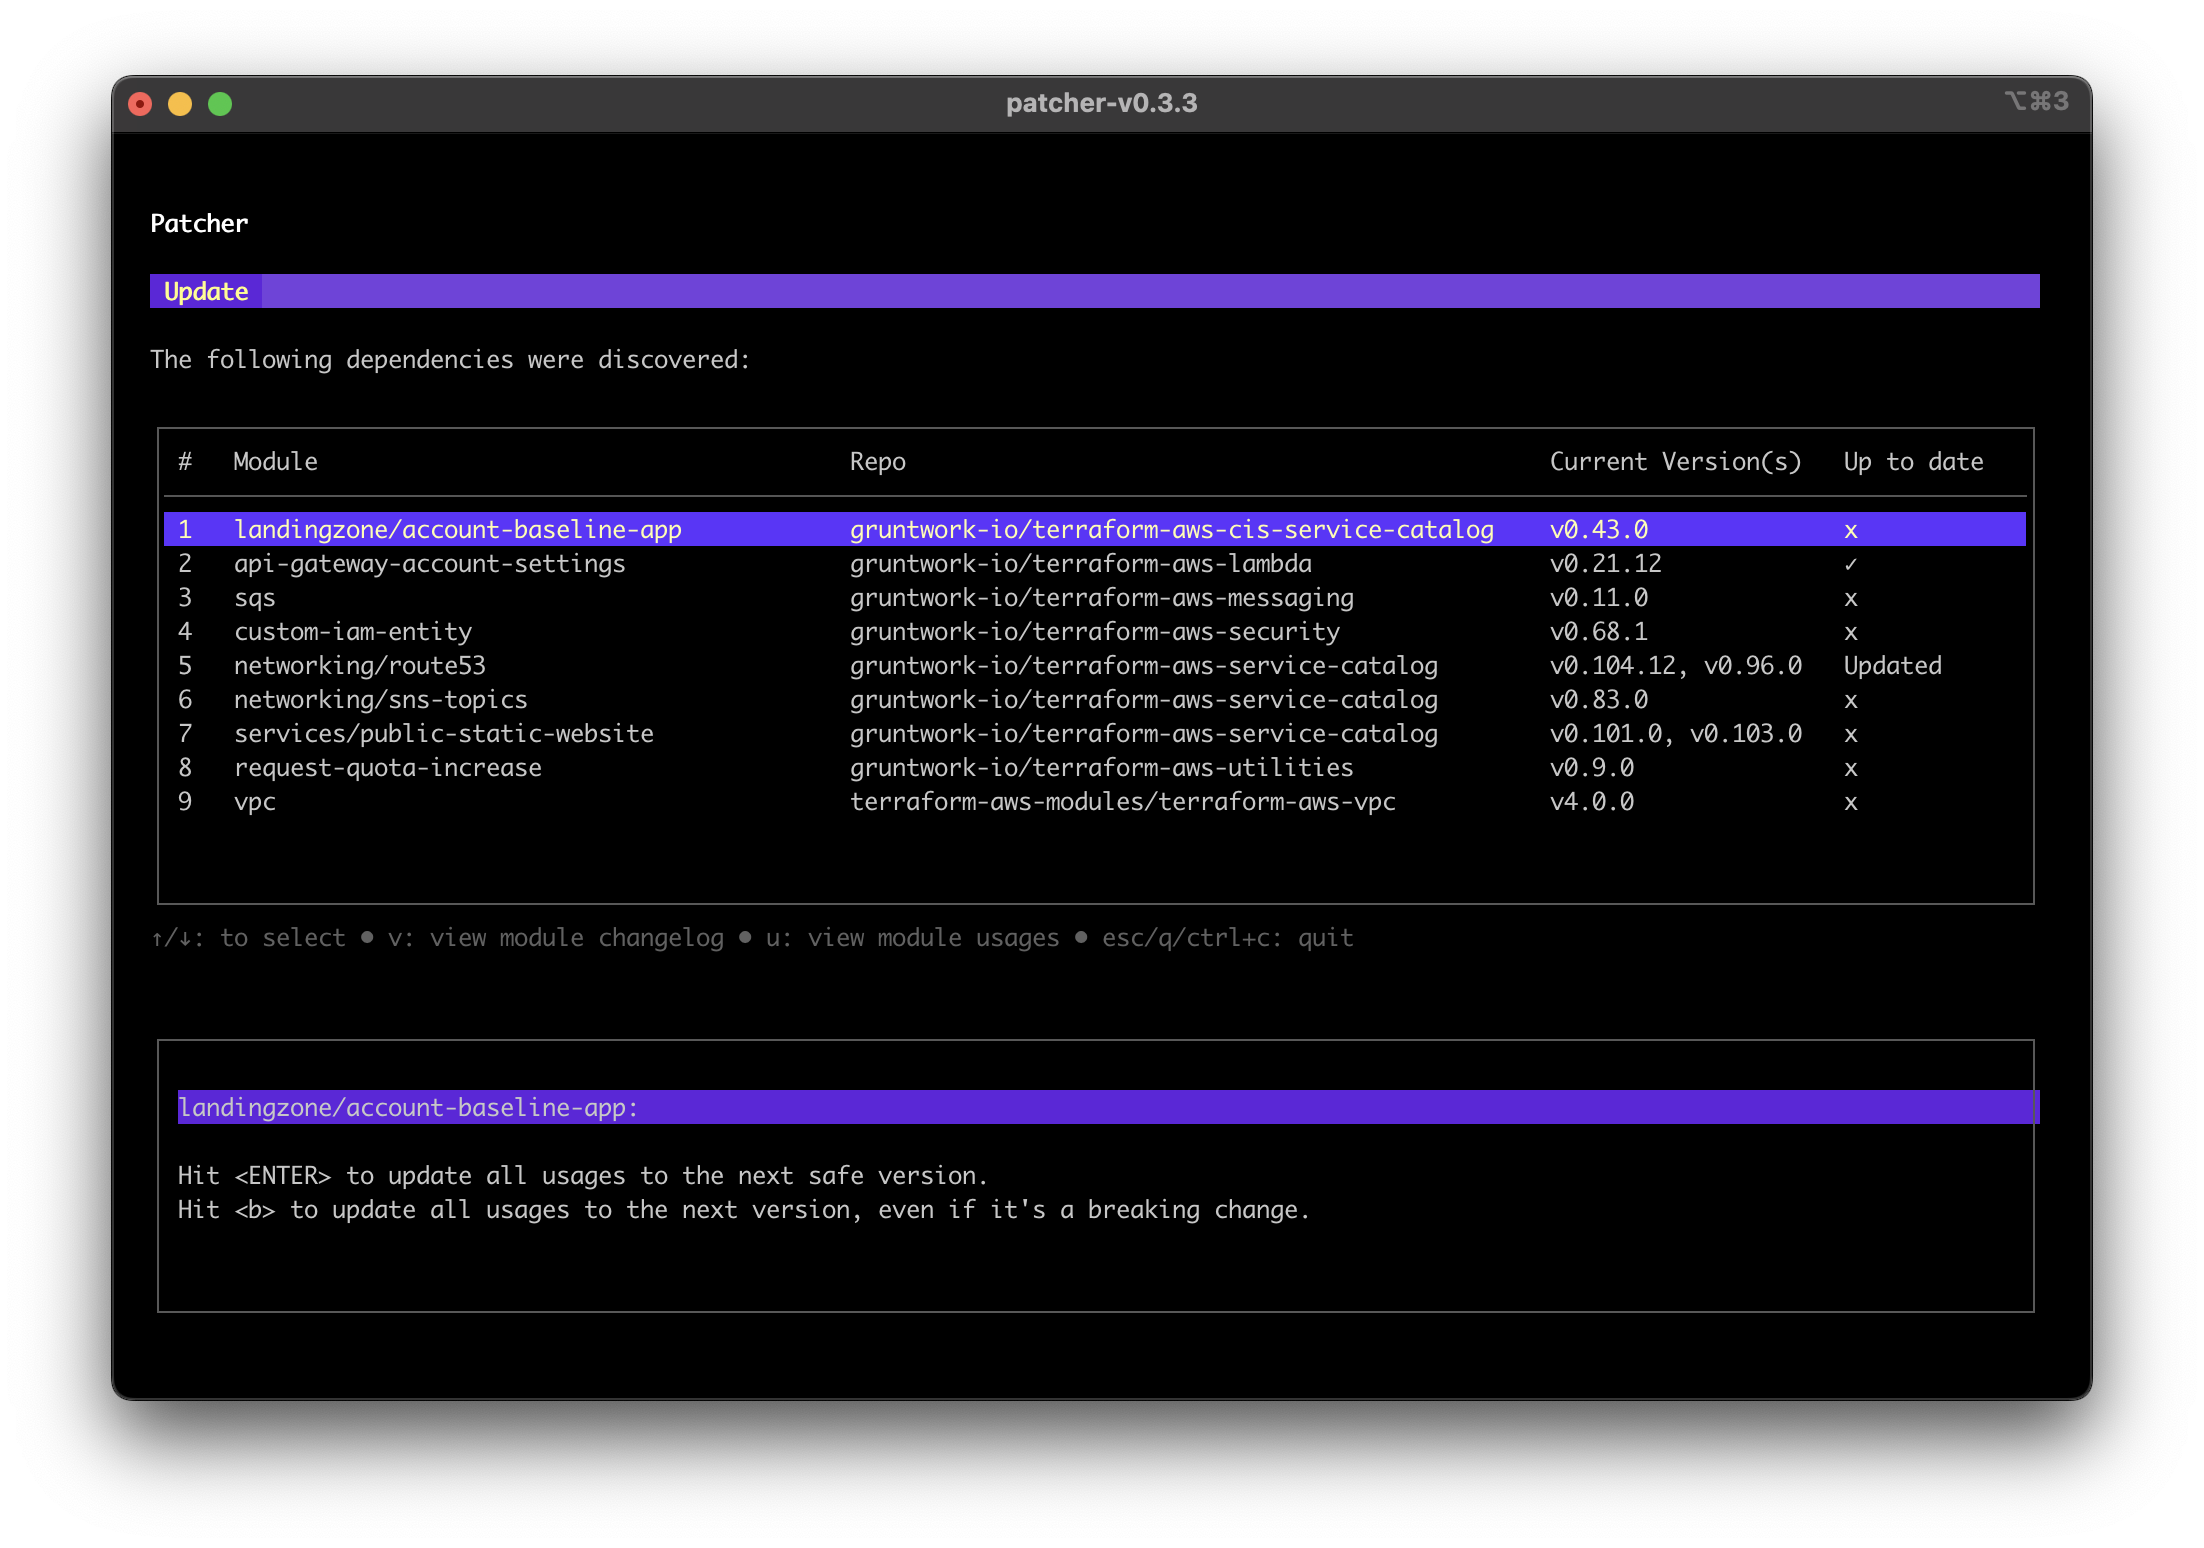 patcher-v0.3.3 ⌥⌘3
Patcher
Update
The following dependencies were discovered:
# Module Repo Current Version(s) Up to date
1 landingzone/account-baseline-app gruntwork-io/terraform-aws-cis-service-catalog v0.43.0 x
2 api-gateway-account-settings gruntwork-io/terraform-aws-lambda v0.21.12 ✓
3 sqs gruntwork-io/terraform-aws-messaging v0.11.0 x
4 custom-iam-entity gruntwork-io/terraform-aws-security v0.68.1 x
5 networking/route53 gruntwork-io/terraform-aws-service-catalog v0.104.12, v0.96.0 Updated
6 networking/sns-topics gruntwork-io/terraform-aws-service-catalog v0.83.0 x
7 services/public-static-website gruntwork-io/terraform-aws-service-catalog v0.101.0, v0.103.0 x
8 request-quota-increase gruntwork-io/terraform-aws-utilities v0.9.0 x
9 vpc terraform-aws-modules/terraform-aws-vpc v4.0.0 x
↑/↓: to select ● v: view module changelog ● u: view module usages ● esc/q/ctrl+c: quit
landingzone/account-baseline-app:
Hit <ENTER> to update all usages to the next safe version.
Hit <b> to update all usages to the next version, even if it's a breaking change.